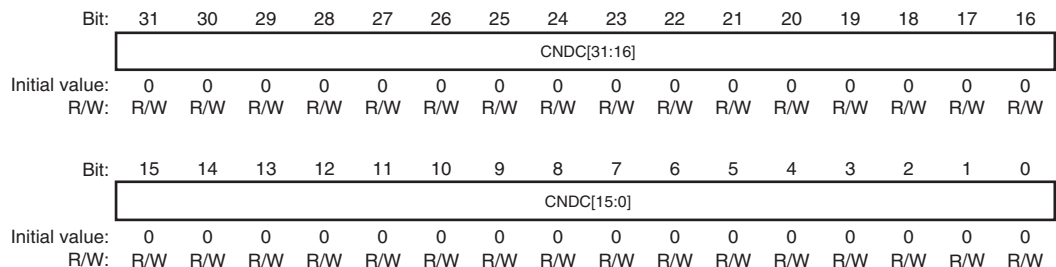 Bit: 31 30 29 28 27 26 25 24 23 22 21 20 19 18 17 16
CNDC[31:16]
Initial value: 0 0 0 0 0 0 0 0 0 0 0 0 0 0 0 0
R/W: R/W R/W R/W R/W R/W R/W R/W R/W R/W R/W R/W R/W R/W R/W R/W R/W
Bit: 15 14 13 12 11 10 9 8 7 6 5 4 3 2 1 0
CNDC[15:0]
Initial value: 0 0 0 0 0 0 0 0 0 0 0 0 0 0 0 0
R/W: R/W R/W R/W R/W R/W R/W R/W R/W R/W R/W R/W R/W R/W R/W R/W R/W